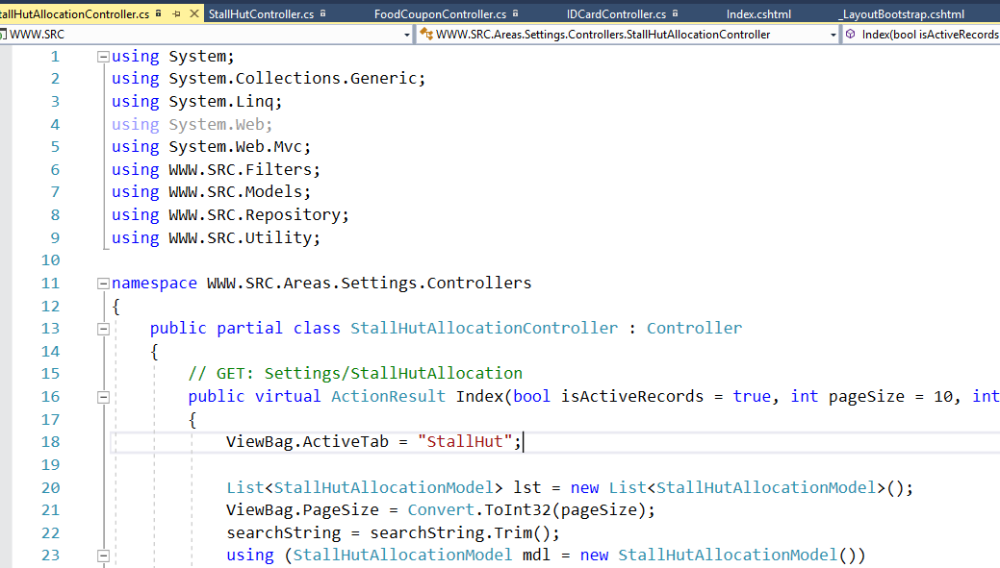 tallHutAllocationController.cs StallHutController.cs FoodCouponController.cs IDCardController.cs Index.cshtml _LayoutBootstrap.cshtml
WWW.SRC WWW.SRC.Areas.Settings.Controllers.StallHutAllocationController Index(bool isActiveRecords
1 using System;
2 using System.Collections.Generic;
3 using System.Linq;
4 using System.Web;
5 using System.Web.Mvc;
6 using WWW.SRC.Filters;
7 using WWW.SRC.Models;
8 using WWW.SRC.Repository;
9 using WWW.SRC.Utility;
10
11 namespace WWW.SRC.Areas.Settings.Controllers
12 {
13 public partial class StallHutAllocationController : Controller
14 {
15 // GET: Settings/StallHutAllocation
16 public virtual ActionResult Index(bool isActiveRecords = true, int pageSize = 10, int
17 {
18 ViewBag.ActiveTab = "StallHut";
19
20 List<StallHutAllocationModel> lst = new List<StallHutAllocationModel>();
21 ViewBag.PageSize = Convert.ToInt32(pageSize);
22 searchString = searchString.Trim();
23 using (StallHutAllocationModel mdl = new StallHutAllocationModel())